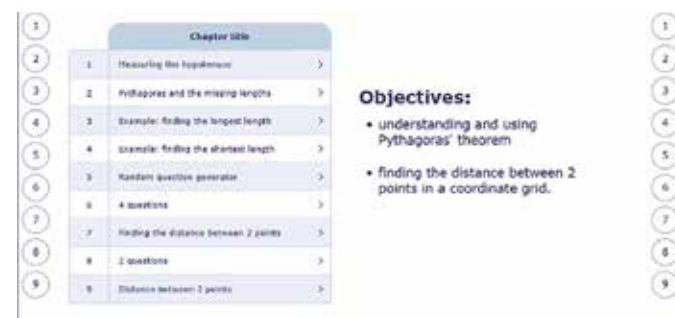 Chapter title
1 Measuring the hypotenuse >
2 Pythagoras and the missing lengths >
3 Example: finding the longest length >
4 Example: finding the shortest length >
5 Random question generator >
6 4 questions >
7 Finding the distance between 2 points >
8 2 questions >
9 Distance between 2 points >
Objectives:
• understanding and using
Pythagoras' theorem
• finding the distance between 2
points in a coordinate grid.
1
2
3
4
5
6
7
8
9
1
2
3
4
5
6
7
8
9